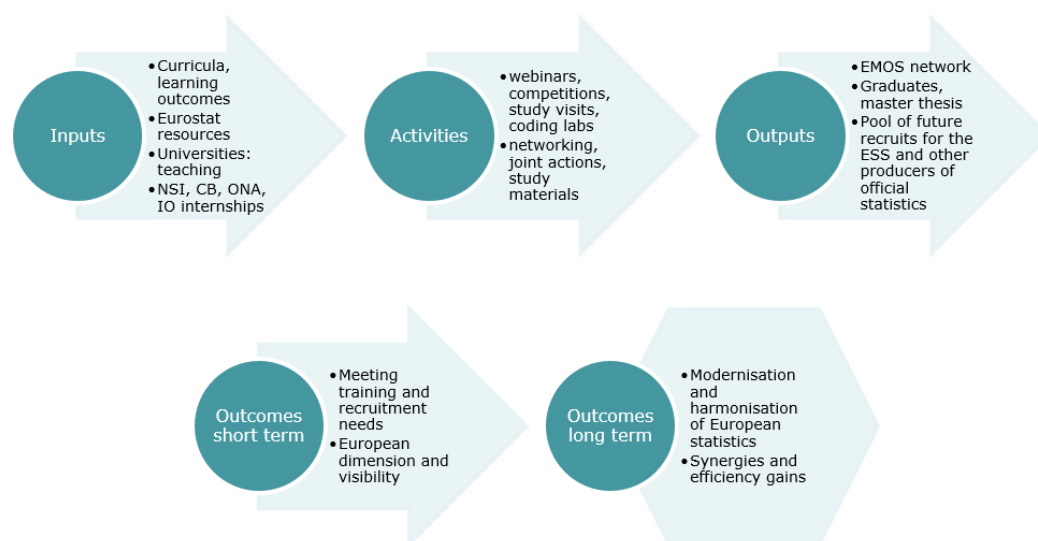 Inputs
•Curricula,
learning
outcomes
•Eurostat
resources
•Universities:
teaching
•NSI, CB, ONA,
IO internships
Activities
•webinars,
competitions,
study visits,
coding labs
•networking,
joint actions,
study
materials
Outputs
•EMOS network
•Graduates,
master thesis
•Pool of future
recruits for the
ESS and other
producers of
official
statistics
Outcomes
short term
•Meeting
training and
recruitment
needs
•European
dimension and
visibility
Outcomes
long term
•Modernisation
and
harmonisation
of European
statistics
•Synergies and
efficiency gains